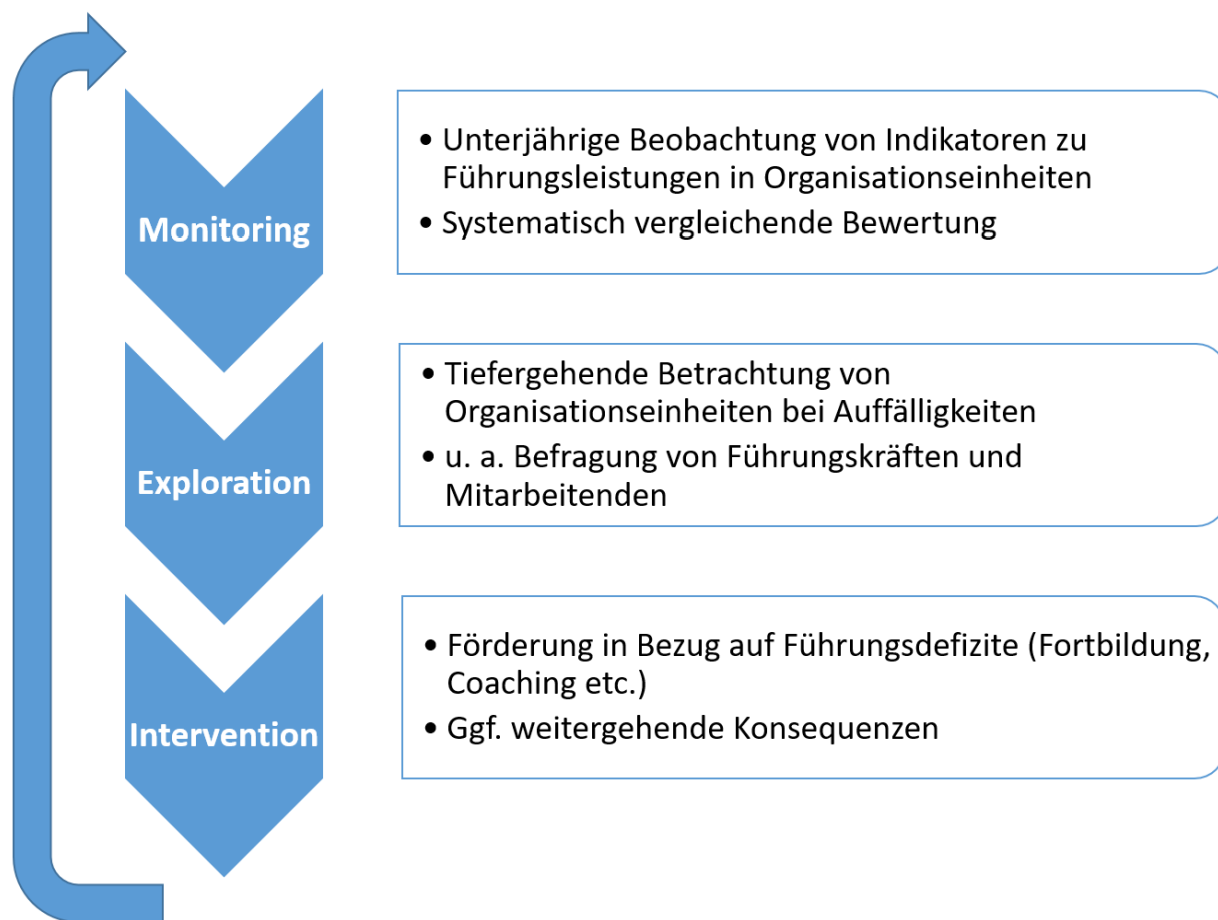 Monitoring
• Unterjährige Beobachtung von Indikatoren zu
Führungsleistungen in Organisationseinheiten
• Systematisch vergleichende Bewertung
Exploration
• Tiefergehende Betrachtung von
Organisationseinheiten bei Auffälligkeiten
• u. a. Befragung von Führungskräften und
Mitarbeitenden
Intervention
• Förderung in Bezug auf Führungsdefizite (Fortbildung,
Coaching etc.)
• Ggf. weitergehende Konsequenzen